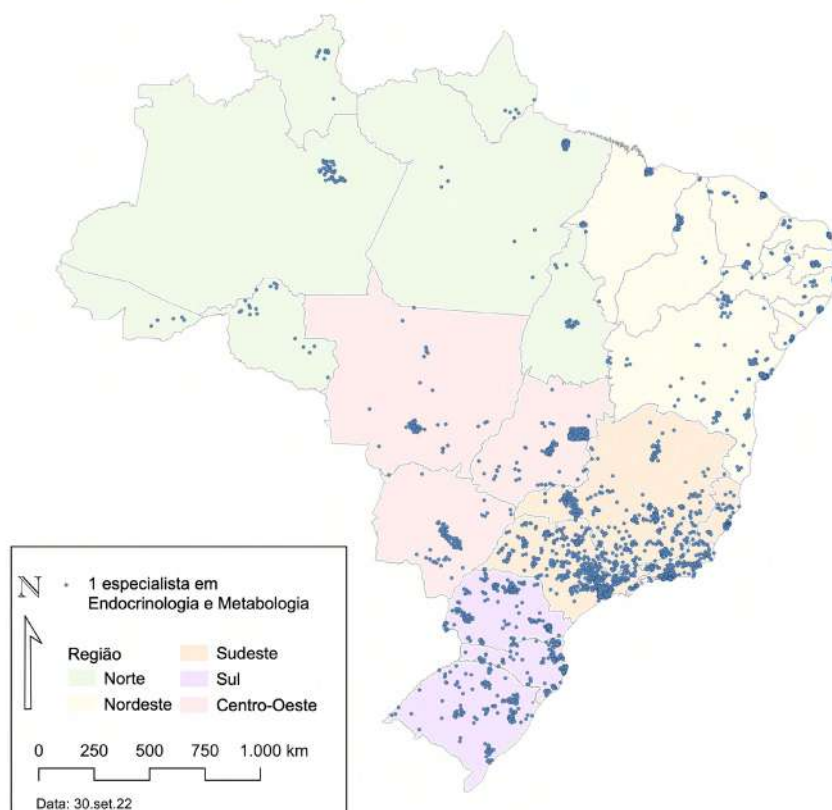 N
1 especialista em
Endocrinologia e Metabologia
Região
Norte
Nordeste
Sudeste
Sul
Centro-Oeste
0 250 500 750 1.000 km
Data: 30.set.22